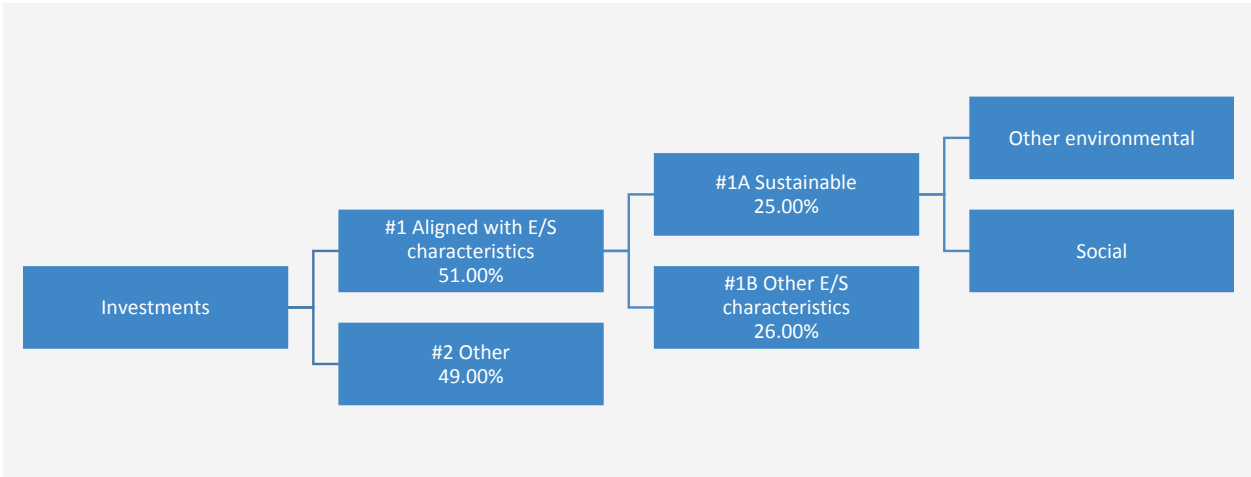 Investments
#1 Aligned with E/S
characteristics
51.00%
#2 Other
49.00%
#1A Sustainable
25.00%
#1B Other E/S
characteristics
26.00%
Other environmental
Social